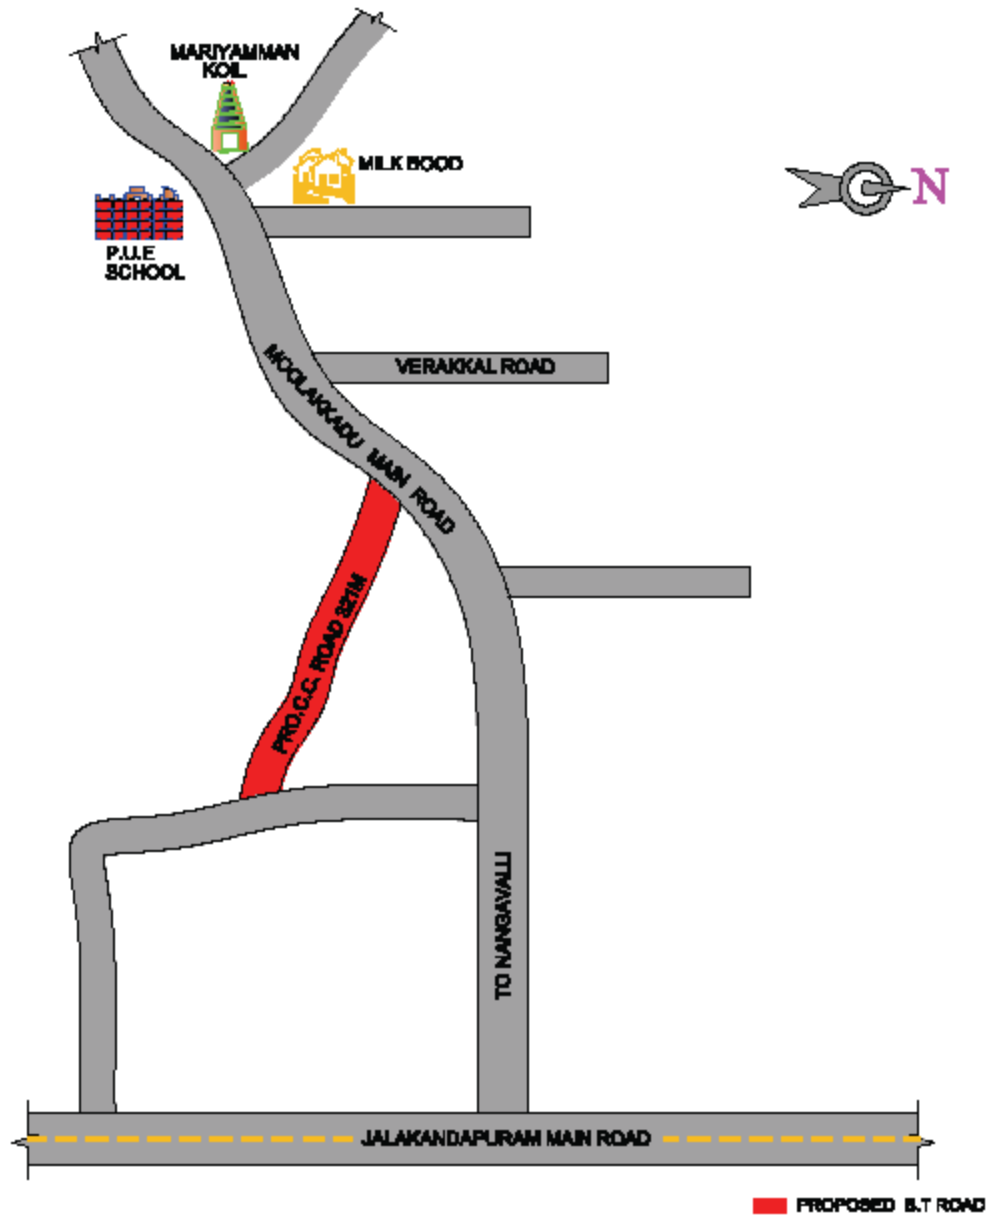 MARIYAMMAN
KOIL
MILK BOOD
N
P.U.E
SCHOOL
VERAKKAL ROAD
MOOLAKKADU MAIN ROAD
PRO.C.C. ROAD 321M
TO NANGAVALLI
JALAKANDAPURAM MAIN ROAD
PROPOSED B.T ROAD